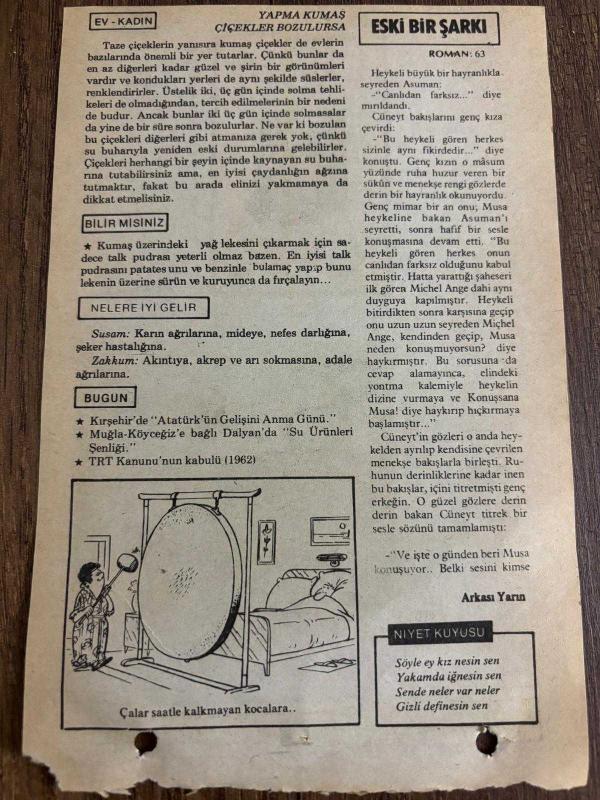 EV - KADIN
YAPMA KUMAŞ
ÇİÇEKLER BOZULURSA
Taze çiçeklerin yanısıra kumaş çiçekler de evlerin
bazılarında önemli bir yer tutarlar. Çünkü bunlar da
en az diğerleri kadar güzel ve şirin bir görünümleri
vardır ve kondukları yerleri de aynı şekilde süslerler,
renklendirirler. Üstelik iki, üç gün içinde solma tehli-
keleri de olmadığından, tercih edilmelerinin bir nedeni
de budur. Ancak bunlar iki üç gün içinde solmasalar
da yine de bir süre sonra bozulurlar. Ne var ki bozulan
bu çiçekleri diğerleri gibi atmanıza gerek yok, çünkü
su buharıyla yeniden eski durumlarına gelebilirler.
Çiçekleri herhangi bir şeyin içinde kaynayan su buha-
rına tutabilirsiniz ama, en iyisi çaydanlığın ağzına
tutmaktır, fakat bu arada elinizi yakmamaya da
dikkat etmelisiniz.
BİLİR MİSİNİZ
★ Kumaş üzerindeki yağ lekesini çıkarmak için sa-
dece talk pudrası yeterli olmaz bazen. En iyisi talk
pudrasını patates unu ve benzinle bulamaç yapıp bunu
lekenin üzerine sürün ve kuruyunca da fırçalayın...
NELERE İYİ GELİR
Susam: Karın ağrılarına, mideye, nefes darlığına,
şeker hastalığına.
Zakkum: Akıntıya, akrep ve arı sokmasına, adale
ağrılarına.
BUGÜN
★ Kırşehir'de "Atatürk'ün Gelişini Anma Günü."
★ Muğla-Köyceğiz'e bağlı Dalyan'da "Su Ürünleri
Şenliği."
★ TRT Kanunu'nun kabulü (1962)
Çalar saatle kalkmayan kocalara..
ESKİ BİR ŞARKI
ROMAN: 63
Heykeli büyük bir hayranlıkla
seyreden Asuman:
-"Canlıdan farksız..." diye
mırıldandı.
Cüneyt bakışlarını genç kıza
çevirdi:
-"Bu heykeli gören herkes
sizinle aynı fikirdedir..." diye
konuştu. Genç kızın o mâsum
yüzünde ruha huzur veren bir
sükûn ve menekşe rengi gözlerde
derin bir hayranlık okunuyordu.
Genç mimar bir an onu; Musa
heykeline bakan Asuman'ı
seyretti, sonra hafif bir sesle
konuşmasına devam etti. "Bu
heykeli gören herkes onun
canlıdan farksız olduğunu kabul
etmiştir. Hatta yarattığı şaheseri
ilk gören Michel Ange dahi aynı
duyguya kapılmıştır. Heykeli
bitirdikten sonra karşısına geçip
onu uzun uzun seyreden Michel
Ange, kendinden geçip, Musa
neden konuşmuyorsun? diye
haykırmıştır. Bu sorusuna da
cevap alamayınca, elindeki
yontma kalemiyle heykelin
dizine vurmaya ve Konuşsana
Musa! diye haykırıp hıçkırmaya
başlamıştır..."
Cüneyt'in gözleri o anda hey-
kelden ayrılıp kendisine çevrilen
menekşe bakışlarla birleşti. Ru-
hunun derinliklerine kadar inen
bu bakışlar, içini titretmişti genç
erkeğin. O güzel gözlere derin
derin bakan Cüneyt titrek bir
sesle sözünü tamamlamıştı:
-"Ve işte o günden beri Musa
konuşuyor.. Belki sesini kimse
Arkası Yarın
NİYET KUYUSU
Söyle ey kız nesin sen
Yakamda iğnesin sen
Sende neler var neler
Gizli definesin sen